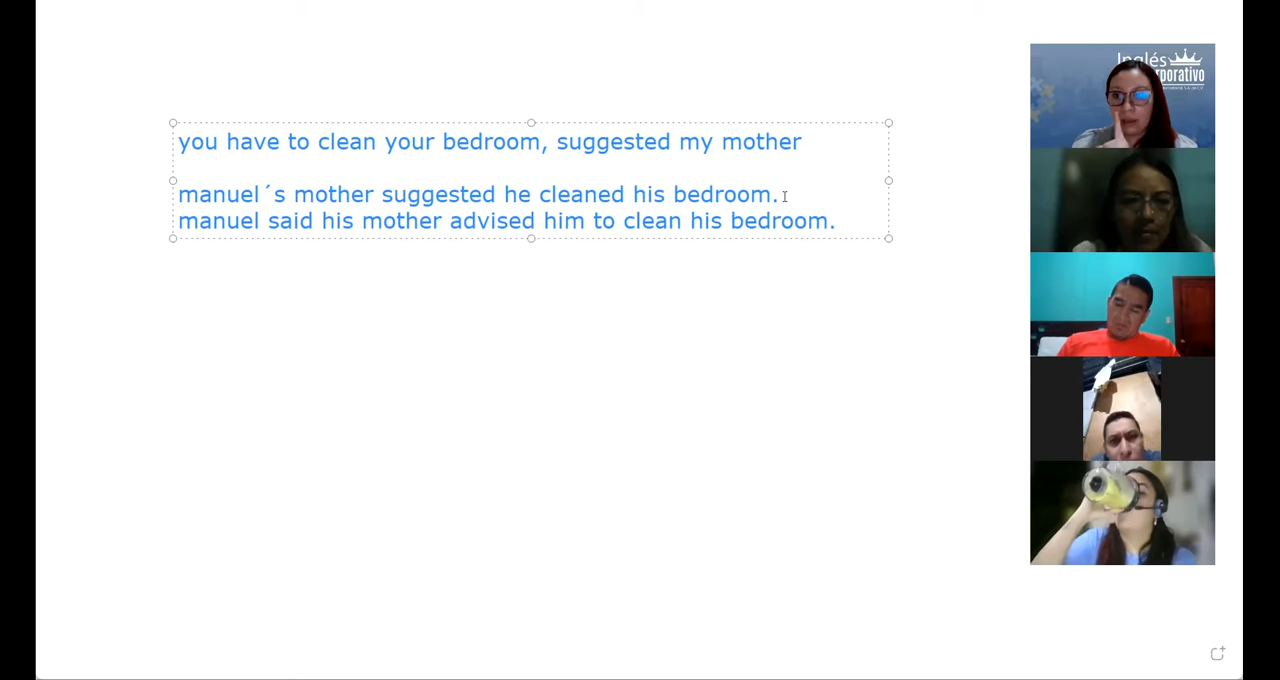 you have to clean your bedroom, suggested my mother
manuel´s mother suggested he cleaned his bedroom.
manuel said his mother advised him to clean his bedroom.
Inglés